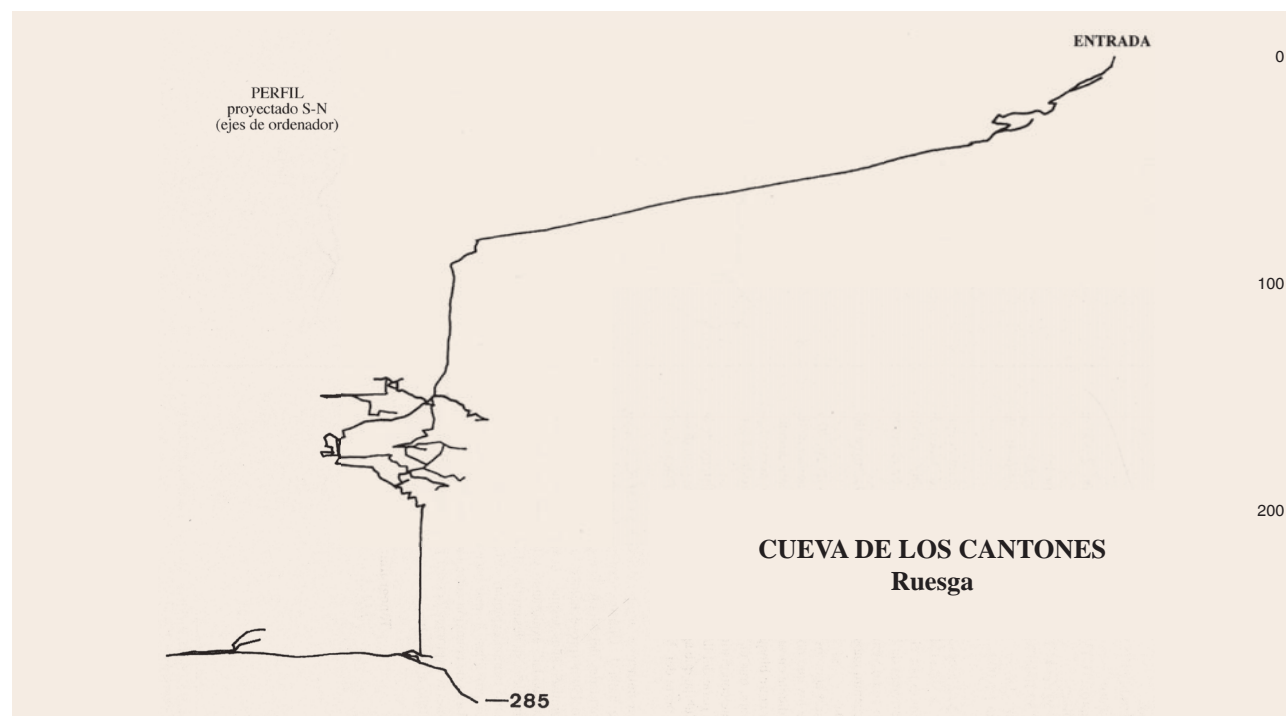 ENTRADA
0
PERFIL
proyectado S-N
(ejes de ordenador)
100
200
CUEVA DE LOS CANTONES
Ruesga
—285